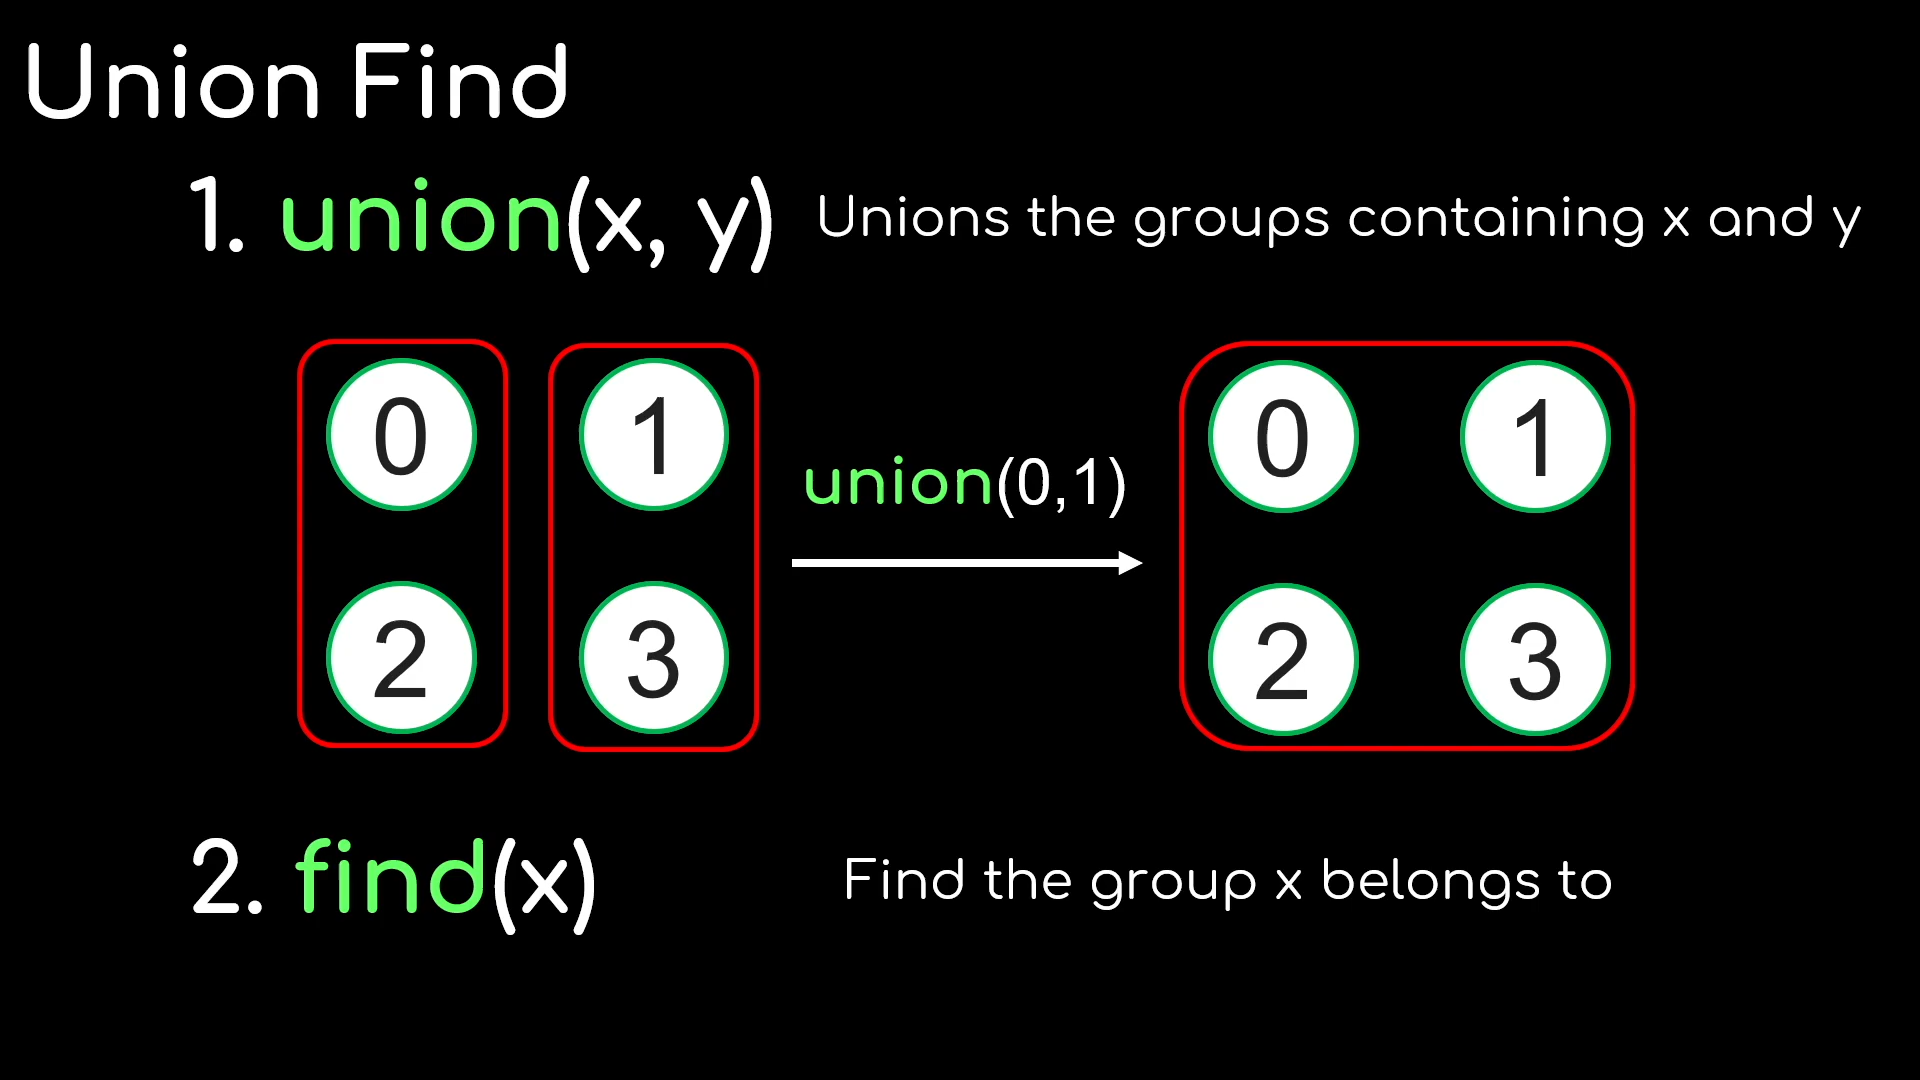 Union Find
1. union(x, y) Unions the groups containing x and y
0 1 0 1
union(0,1)
2 3 2 3
2. find(x) Find the group x belongs to